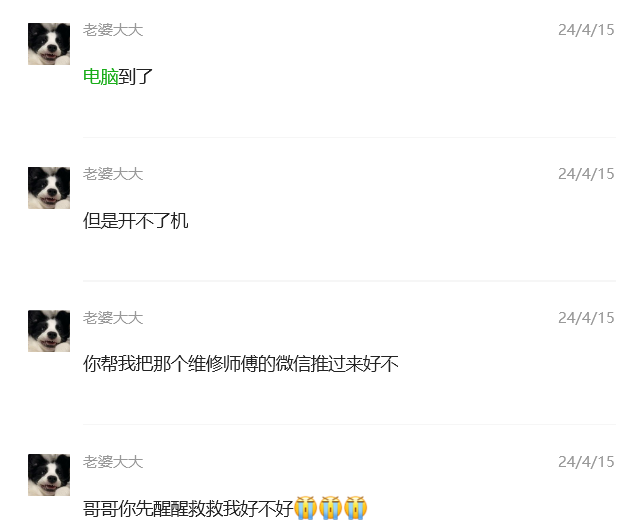 老婆大大 24/4/15
电脑到了
老婆大大 24/4/15
但是开不了机
老婆大大 24/4/15
你帮我把那个维修师傅的微信推过来好不
老婆大大 24/4/15
哥哥你先醒醒救救我好不好😭😭😭